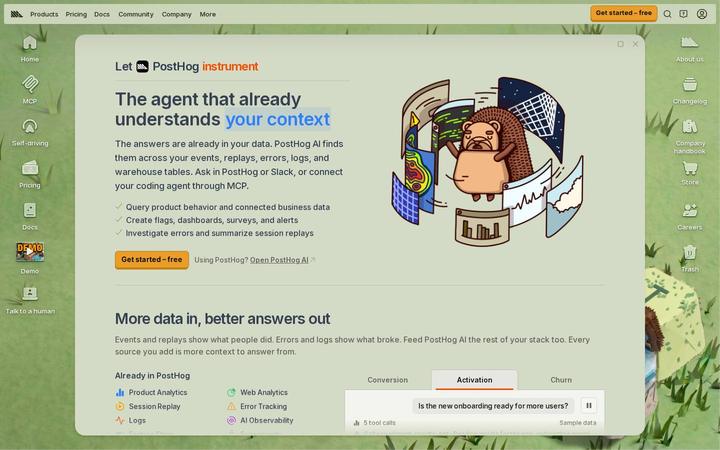 Products Pricing Docs Community Company More
Get started – free
Home
MCP
Self-driving
Pricing
Docs
DEMO
Demo
Talk to a human
Let PostHog instrument
The agent that already
understands your context
The answers are already in your data. PostHog AI finds
them across your events, replays, errors, logs, and
warehouse tables. Ask in PostHog or Slack, or connect
your coding agent through MCP.
Query product behavior and connected business data
Create flags, dashboards, surveys, and alerts
Investigate errors and summarize session replays
Get started – free
Using PostHog? Open PostHog AI
More data in, better answers out
Events and replays show what people did. Errors and logs show what broke. Feed PostHog AI the rest of your stack too. Every
source you add is more context to answer from.
Already in PostHog
Product Analytics
Web Analytics
Session Replay
Error Tracking
Logs
AI Observability
Conversion
Activation
Churn
Is the new onboarding ready for more users?
5 tool calls
Sample data
About us
Changelog
Company
handbook
Store
Careers
Trash